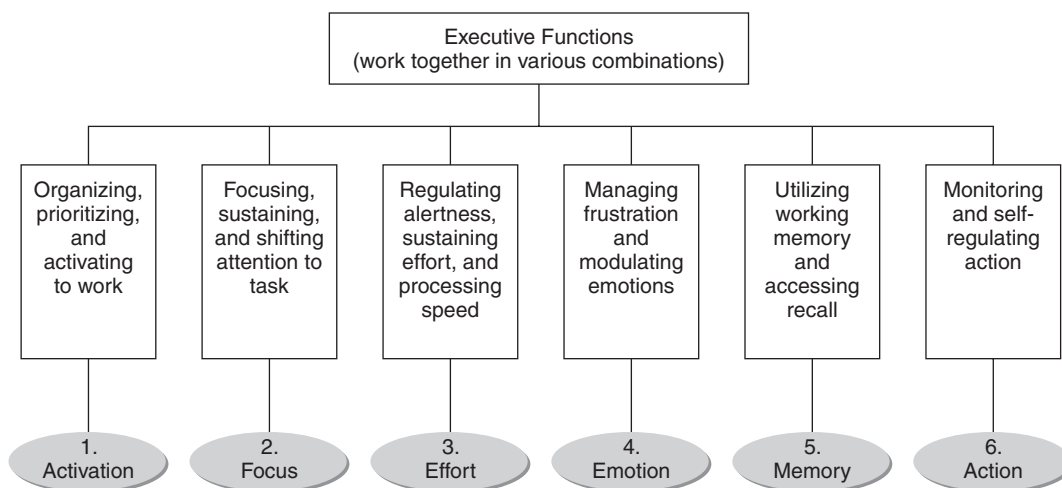 Executive Functions
(work together in various combinations)
Organizing,
prioritizing,
and
activating
to work
Focusing,
sustaining,
and shifting
attention to
task
Regulating
alertness,
sustaining
effort, and
processing
speed
Managing
frustration
and
modulating
emotions
Utilizing
working
memory
and
accessing
recall
Monitoring
and self-
regulating
action
1.
Activation
2.
Focus
3.
Effort
4.
Emotion
5.
Memory
6.
Action